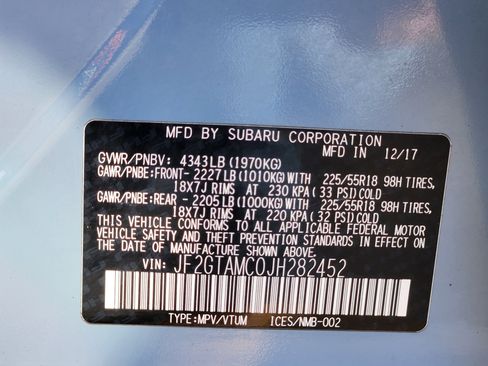 MFD BY SUBARU CORPORATION
GVWR/PNBV: 4343LB(1970KG) MFD IN 12/17
GAWR/PNBE:FRONT- 2227LB(1010KG) WITH 225/55R18 98H TIRES,
18X7J RIMS AT 230 KPA(33 PSI)COLD
GAWR/PNBE:REAR - 2205LB(1000KG) WITH 225/55R18 98H TIRES,
18X7J RIMS AT 220 KPA(32 PSI)COLD
THIS VEHICLE CONFORMS TO ALL APPLICABLE FEDERAL MOTOR
VEHICLE SAFETY AND BUMPER STANDARDS IN EFFECT ON
THE DATE OF MANUFACTURE SHOWN ABOVE.
VIN: JF2GTAMC0JH282452
TYPE:MPV/VTUM ICES/NMB-002